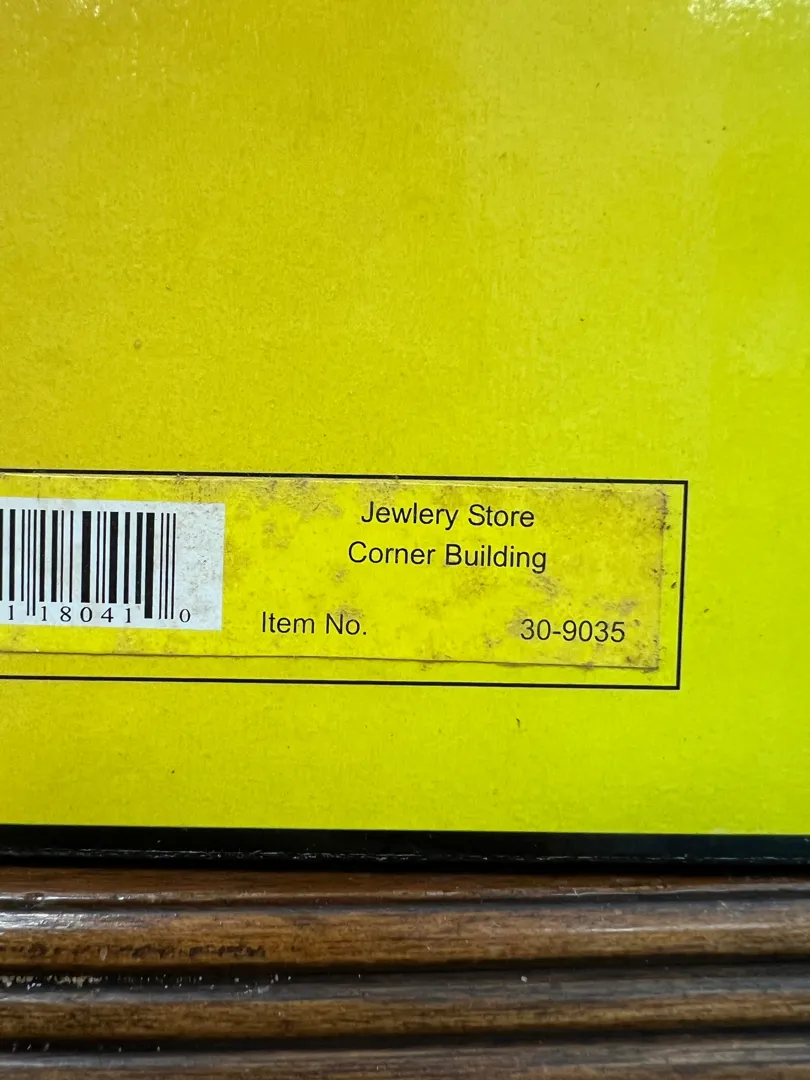 Jewlery Store
Corner Building
1 18041 0
Item No. 30-9035